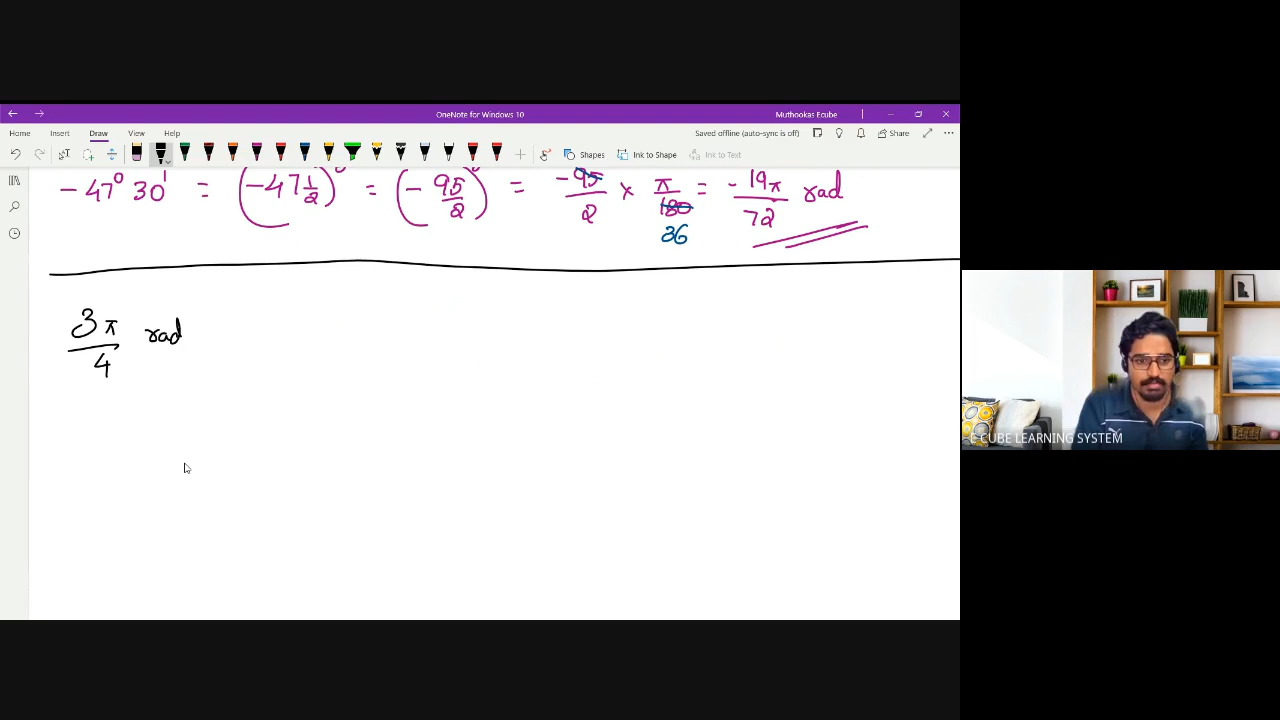 OneNote for Windows 10
Muthookas Ecube
Home Insert Draw View Help
Saved offline (auto-sync is off)
Share
Shapes
Ink to Shape
Ink to Text
-47° 30' = (-47 1/2)° = (-95/2)° = -95/2 × π/180 = -19π/72 rad
36
3π/4 rad
E CUBE LEARNING SYSTEM